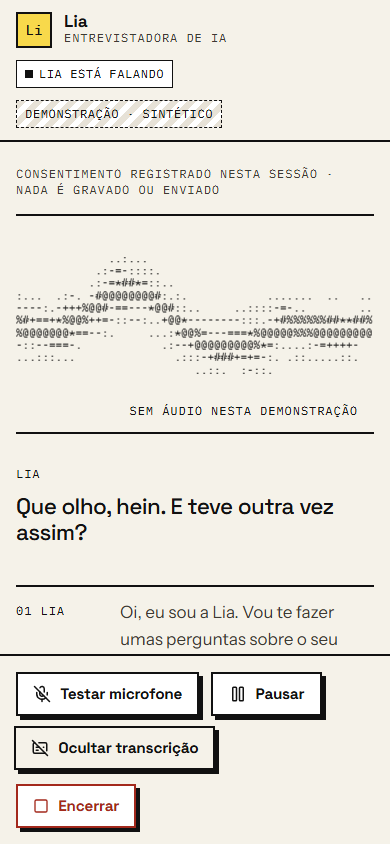 Li
Lia
ENTREVISTADORA DE IA
LIA ESTÁ FALANDO
DEMONSTRAÇÃO · SINTÉTICO
CONSENTIMENTO REGISTRADO NESTA SESSÃO ·
NADA É GRAVADO OU ENVIADO
SEM ÁUDIO NESTA DEMONSTRAÇÃO
LIA
Que olho, hein. E teve outra vez
assim?
01 LIA
Oi, eu sou a Lia. Vou te fazer
umas perguntas sobre o seu
Testar microfone
Pausar
Ocultar transcrição
Encerrar